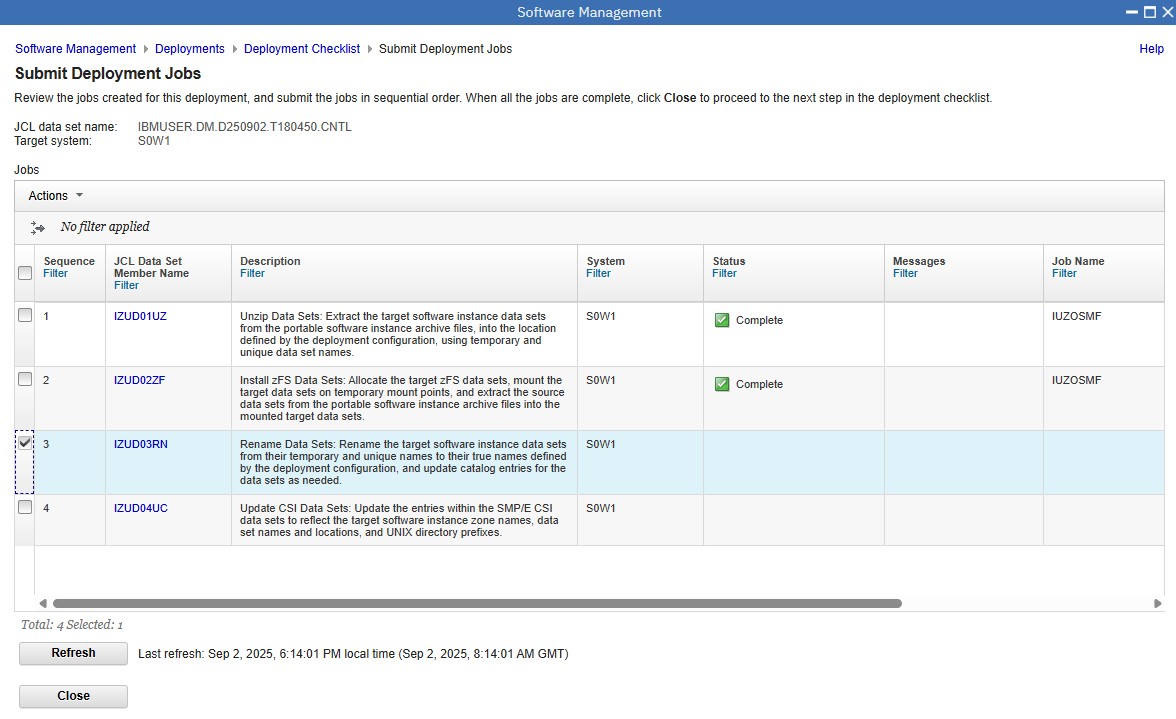 Software Management
Software Management Deployments Deployment Checklist Submit Deployment Jobs Help
Submit Deployment Jobs
Review the jobs created for this deployment, and submit the jobs in sequential order. When all the jobs are complete, click Close to proceed to the next step in the deployment checklist.
JCL data set name: IBMUSER.DM.D250902.T180450.CNTL
Target system: S0W1
Jobs
Actions
No filter applied
Sequence
Filter
JCL Data Set
Member Name
Filter
Description
Filter
System
Filter
Status
Filter
Messages
Filter
Job Name
Filter
1
IZUD01UZ
Unzip Data Sets: Extract the target software instance data sets
from the portable software instance archive files, into the location
defined by the deployment configuration, using temporary and
unique data set names.
S0W1
Complete
IUZOSMF
2
IZUD02ZF
Install zFS Data Sets: Allocate the target zFS data sets, mount the
target data sets on temporary mount points, and extract the source
data sets from the portable software instance archive files into the
mounted target data sets.
S0W1
Complete
IUZOSMF
3
IZUD03RN
Rename Data Sets: Rename the target software instance data sets
from their temporary and unique names to their true names defined
by the deployment configuration, and update catalog entries for the
data sets as needed.
S0W1
4
IZUD04UC
Update CSI Data Sets: Update the entries within the SMP/E CSI
data sets to reflect the target software instance zone names, data
set names and locations, and UNIX directory prefixes.
S0W1
Total: 4 Selected: 1
Refresh Last refresh: Sep 2, 2025, 6:14:01 PM local time (Sep 2, 2025, 8:14:01 AM GMT)
Close